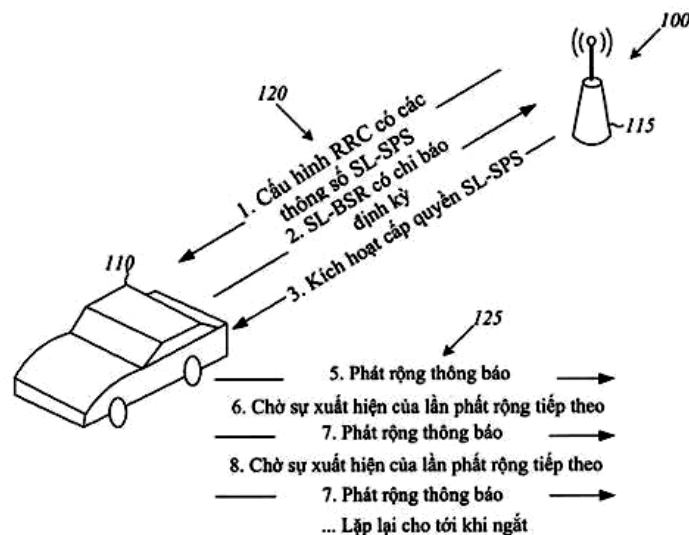 100
120
115
1. Cấu hình RRC có các
thông số SL-SPS
2. SL-BSR có chỉ báo
định kỳ
3. Kích hoạt cấp quyền SL-SPS
110
125
5. Phát rộng thông báo
6. Chờ sự xuất hiện của lần phất rộng tiếp theo
7. Phát rộng thông báo
8. Chờ sự xuất hiện của lần phất rộng tiếp theo
7. Phát rộng thông báo
... Lặp lại cho tới khi ngắt